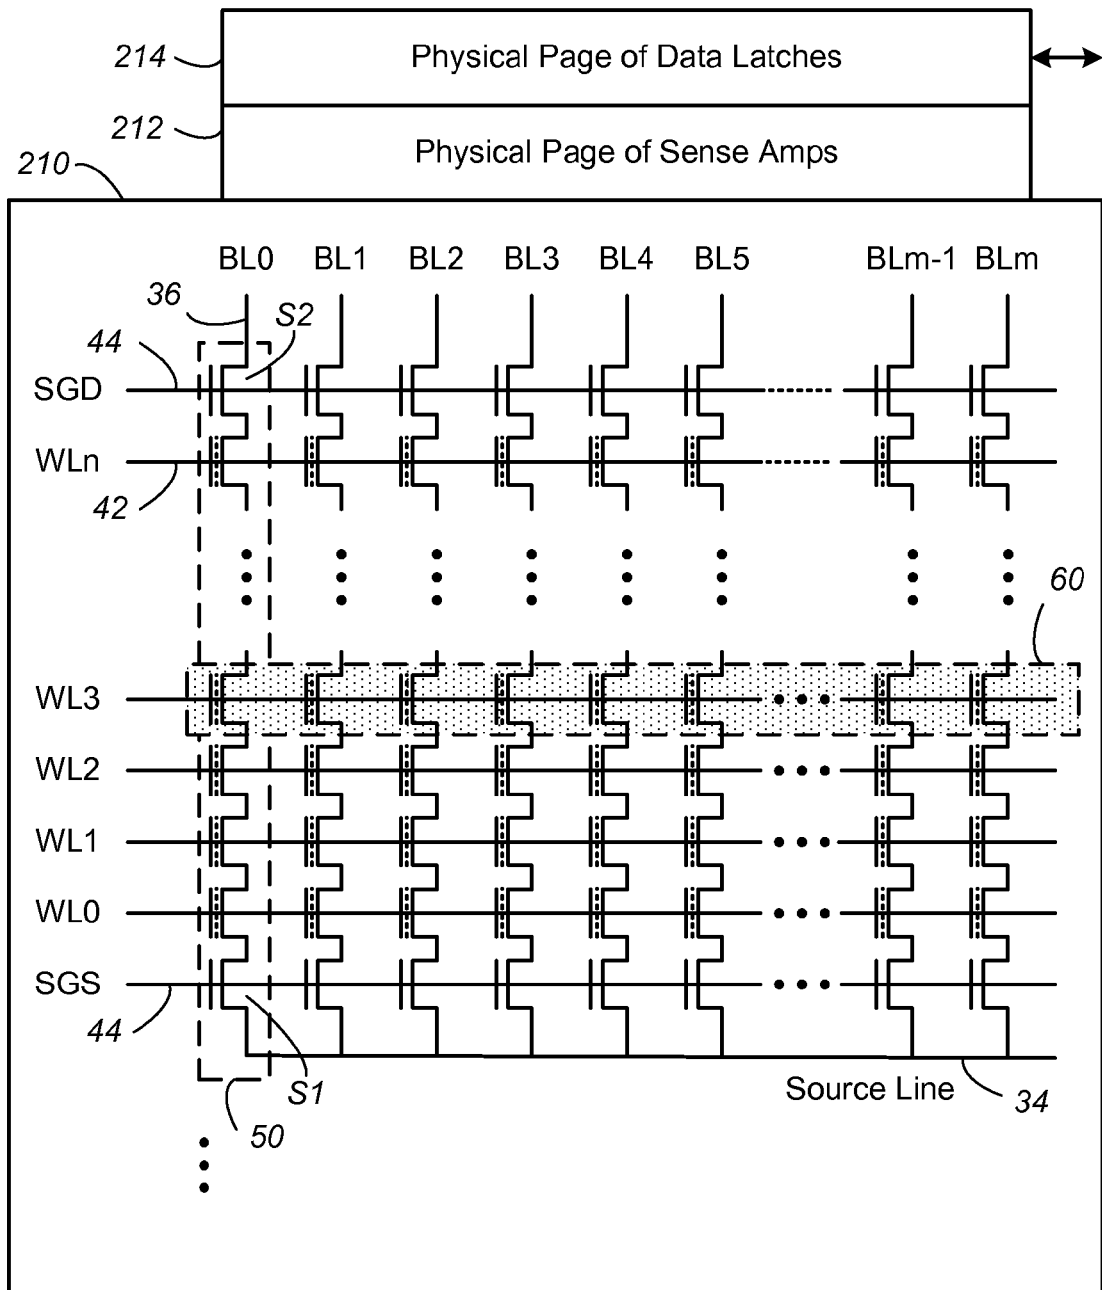 214
Physical Page of Data Latches
212
Physical Page of Sense Amps
210
BL0 BL1 BL2 BL3 BL4 BL5 BLm-1 BLm
36
S2
44
SGD
WLn
42
60
WL3
WL2
WL1
WL0
SGS
44
S1
Source Line
34
50